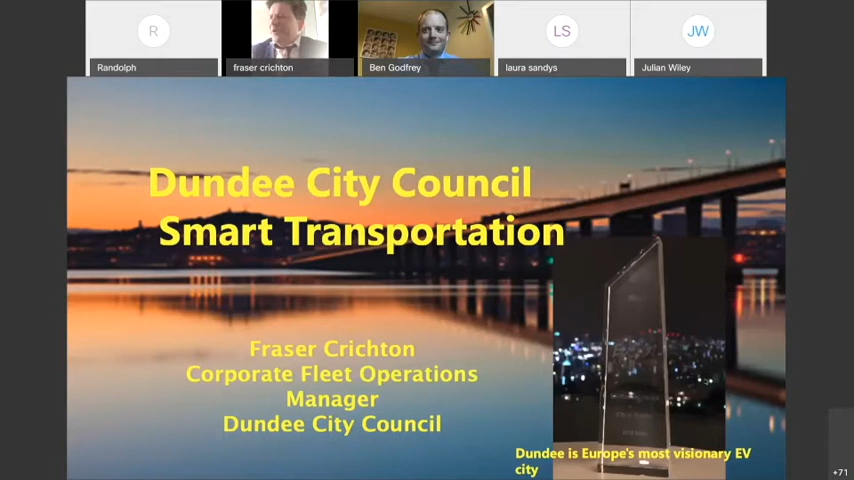 R
LS
JW
Randolph
fraser crichton
Ben Godfrey
laura sandys
Julian Wiley
Dundee City Council
Smart Transportation
Fraser Crichton
Corporate Fleet Operations
Manager
Dundee City Council
Dundee is Europe's most visionary EV
city
+71